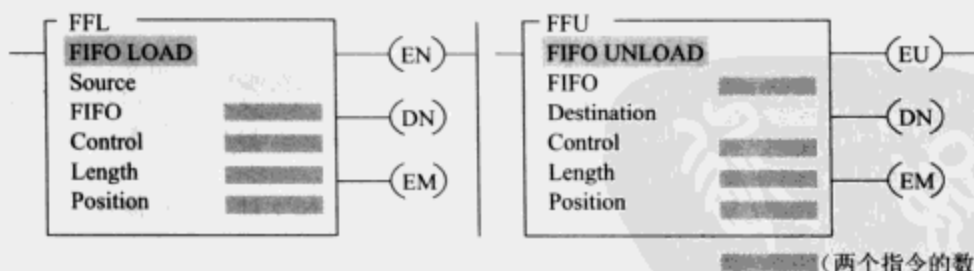 FFL
FIFO LOAD
Source
FIFO
Control
Length
Position
EN
DN
EM
FFU
FIFO UNLOAD
FIFO
Destination
Control
Length
Position
EU
DN
EM
(两个指令的数